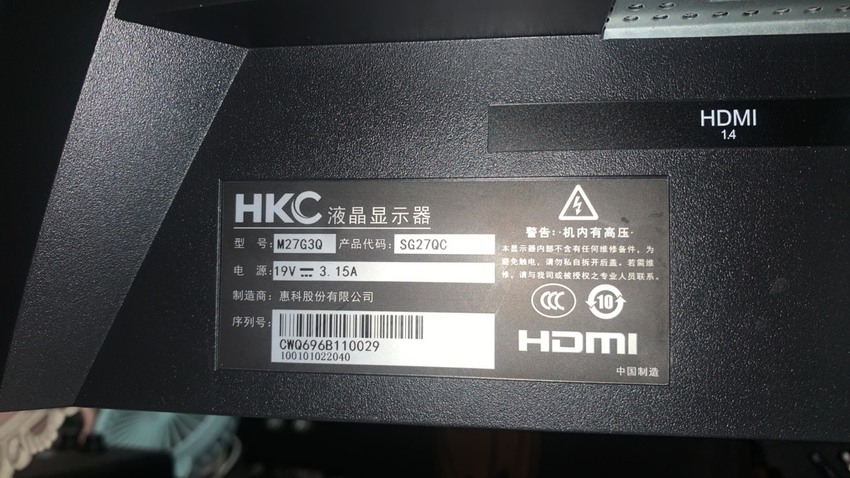 HDMI
1.4
HKC 液晶显示器
型 号: M27G3Q 产品代码: SG27QC
电 源: 19V ⎓ 3.15A
制造商: 惠科股份有限公司
序列号:
CWQ696B110029
100101022040
警告: 机内有高压
本显示器内部不含有任何维修备件。为
避免触电，请勿私自拆开后盖。若需维
修，请与我司或被授权之专业人员联系。
CCC 10
HDMI
中国制造